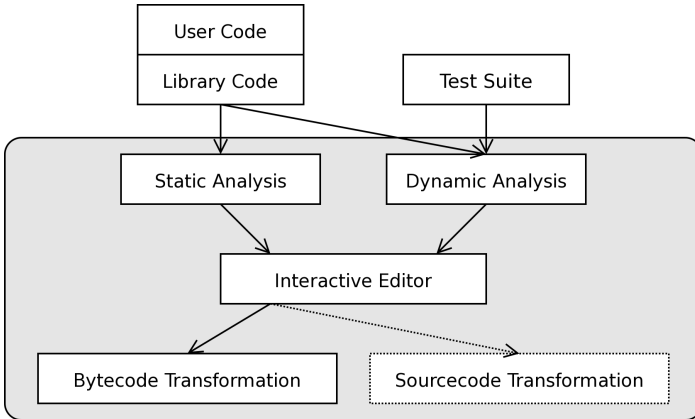 User Code
Library Code
Test Suite
Static Analysis
Dynamic Analysis
Interactive Editor
Bytecode Transformation
Sourcecode Transformation